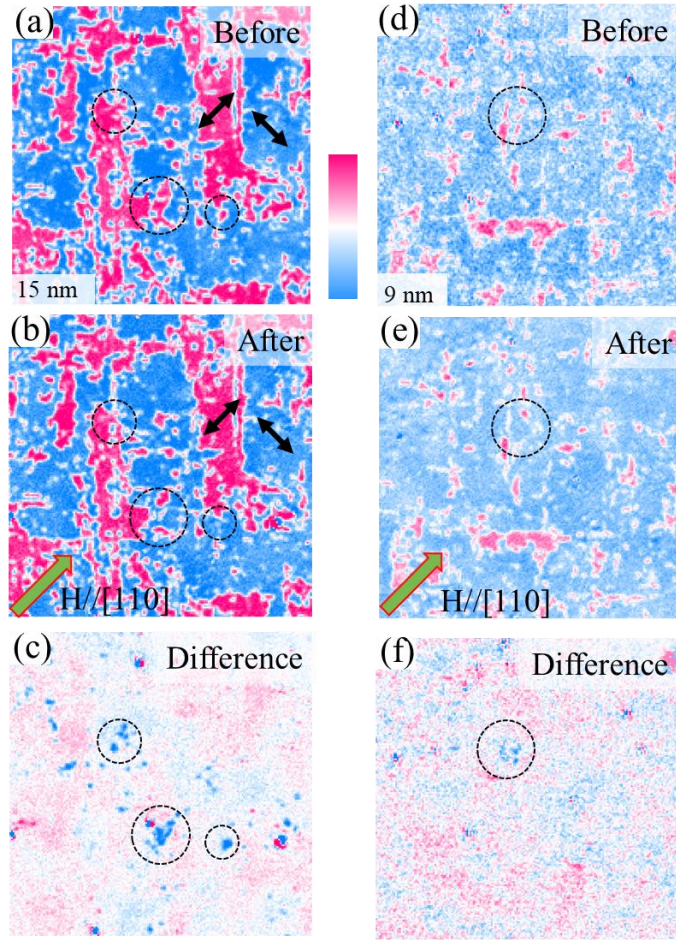 (a)
Before
15 nm
(b)
After
H//[110]
(c)
Difference
(d)
Before
9 nm
(e)
After
H//[110]
(f)
Difference